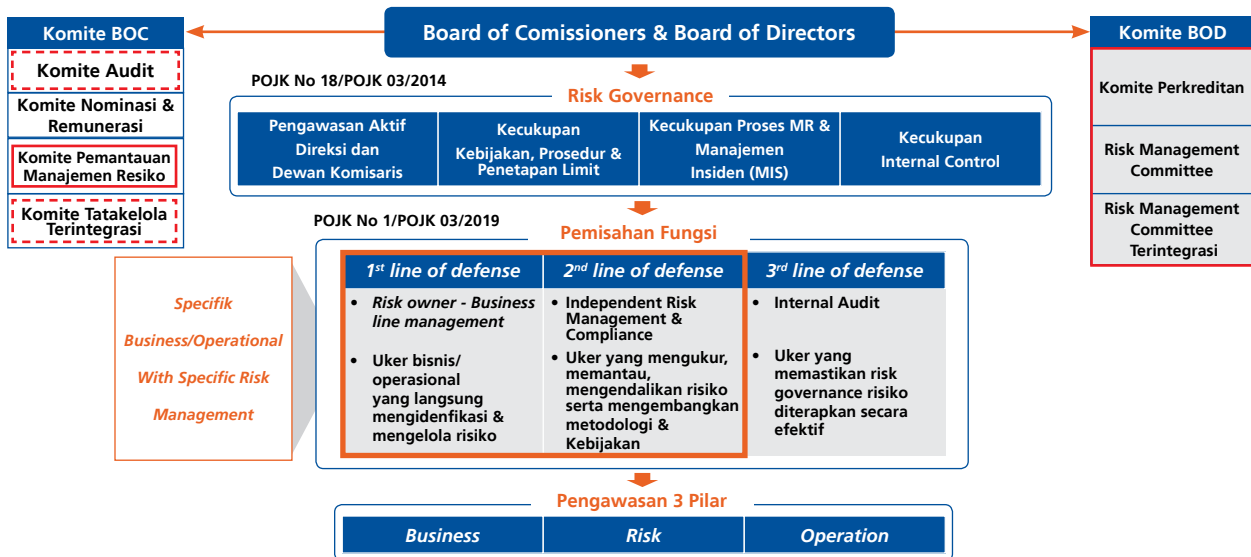 Komite BOC
Komite Audit
Komite Nominasi &
Remunerasi
Komite Pemantauan
Manajemen Resiko
Komite Tatakelola
Terintegrasi
Board of Comissioners & Board of Directors
Komite BOD
Komite Perkreditan
Risk Management
Committee
Risk Management
Committee
Terintegrasi
POJK No 18/POJK 03/2014
Risk Governance
Pengawasan Aktif
Direksi dan
Dewan Komisaris
Kecukupan
Kebijakan, Prosedur &
Penetapan Limit
Kecukupan Proses MR &
Manajemen
Insiden (MIS)
Kecukupan
Internal Control
POJK No 1/POJK 03/2019
Pemisahan Fungsi
Specifik
Business/Operational
With Specific Risk
Management
1st line of defense
• Risk owner - Business
line management
• Uker bisnis/
operasional
yang langsung
mengidenfikasi &
mengelola risiko
2nd line of defense
• Independent Risk
Management &
Compliance
• Uker yang mengukur,
memantau,
mengendalikan risiko
serta mengembangkan
metodologi &
Kebijakan
3rd line of defense
• Internal Audit
• Uker yang
memastikan risk
governance risiko
diterapkan secara
efektif
Pengawasan 3 Pilar
Business
Risk
Operation